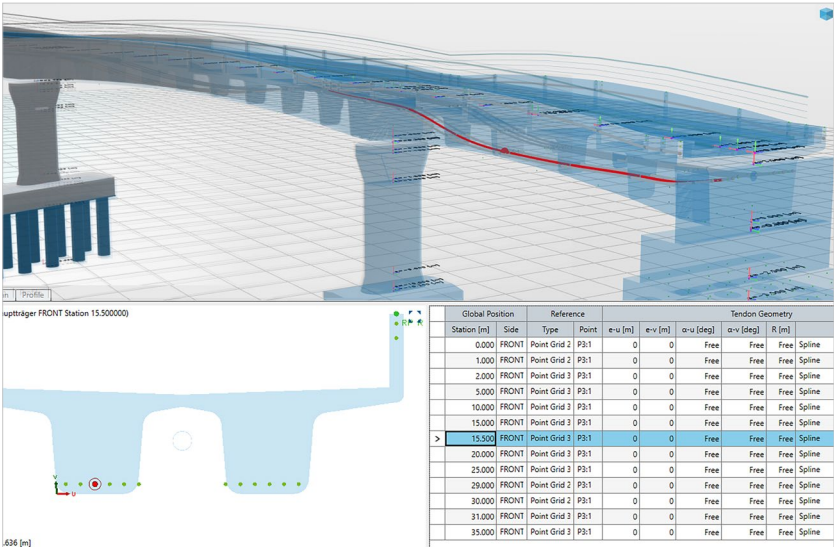 Profile
uptträger FRONT Station 15.500000)
Global Position Reference Tendon Geometry
Station [m] Side Type Point e-u [m] e-v [m] α-u [deg] α-v [deg] R [m]
0.000 FRONT Point Grid 2 P3:1 0 0 Free Free Free Spline
1.000 FRONT Point Grid 2 P3:1 0 0 Free Free Free Spline
2.000 FRONT Point Grid 3 P3:1 0 0 Free Free Free Spline
5.000 FRONT Point Grid 3 P3:1 0 0 Free Free Free Spline
10.000 FRONT Point Grid 3 P3:1 0 0 Free Free Free Spline
15.000 FRONT Point Grid 3 P3:1 0 0 Free Free Free Spline
> 15.500 FRONT Point Grid 3 P3:1 0 0 Free Free Free Spline
20.000 FRONT Point Grid 3 P3:1 0 0 Free Free Free Spline
25.000 FRONT Point Grid 3 P3:1 0 0 Free Free Free Spline
29.000 FRONT Point Grid 2 P3:1 0 0 Free Free Free Spline
30.000 FRONT Point Grid 2 P3:1 0 0 Free Free Free Spline
31.000 FRONT Point Grid 3 P3:1 0 0 Free Free Free Spline
35.000 FRONT Point Grid 3 P3:1 0 0 Free Free Free Spline
v
u
.636 [m]